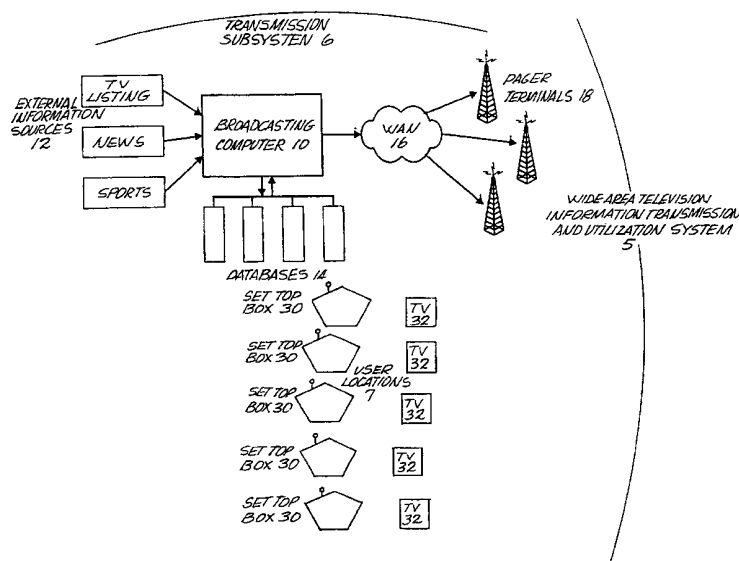 TRANSMISSION
SUBSYSTEN 6
EXTERNAL
INFORMATION
SOURCES
12
TV
LISTING
NEWS
SPORTS
BROADCASTING
COMPUTER 10
WAN
16
PAGER
TERMINALS 18
WIDE-AREA TELEVISION
INFORMATION TRANSMISSION
AND UTILIZATION SYSTEM
5
DATABASES 14
SET TOP
BOX 30
TV
32
SET TOP
BOX 30
TV
32
USER
LOCATIONS
7
SET TOP
BOX 30
TV
32
SET TOP
BOX 30
TV
32
SET TOP
BOX 30
TV
32